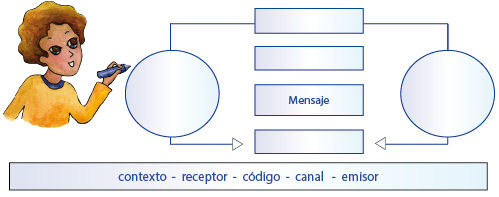 Mensaje
contexto - receptor - código - canal - emisor